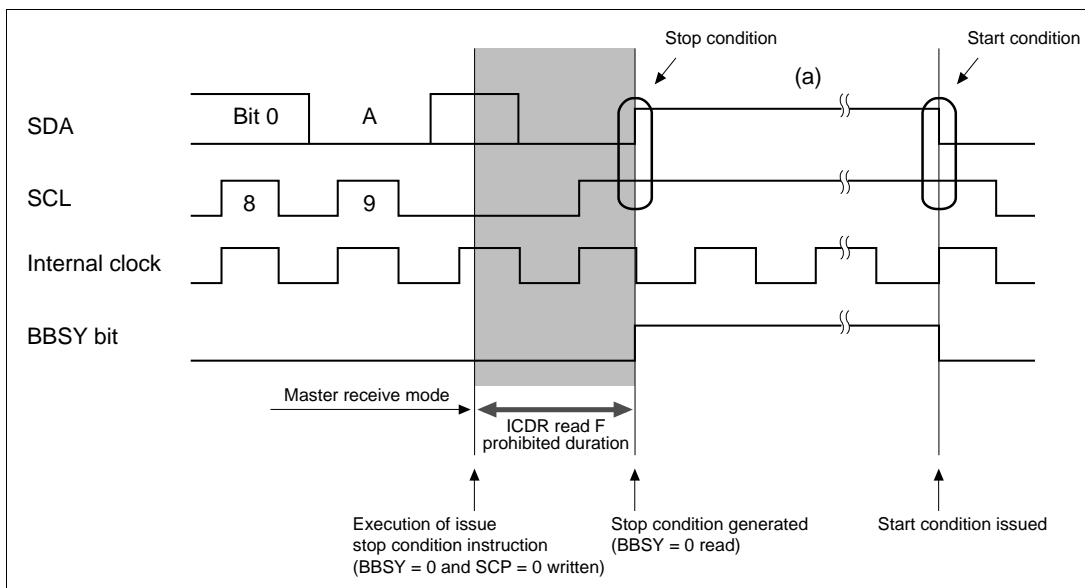 Stop condition
Start condition
(a)
SDA
Bit 0
A
SCL
8
9
Internal clock
BBSY bit
Master receive mode
ICDR read F
prohibited duration
Execution of issue
stop condition instruction
(BBSY = 0 and SCP = 0 written)
Stop condition generated
(BBSY = 0 read)
Start condition issued